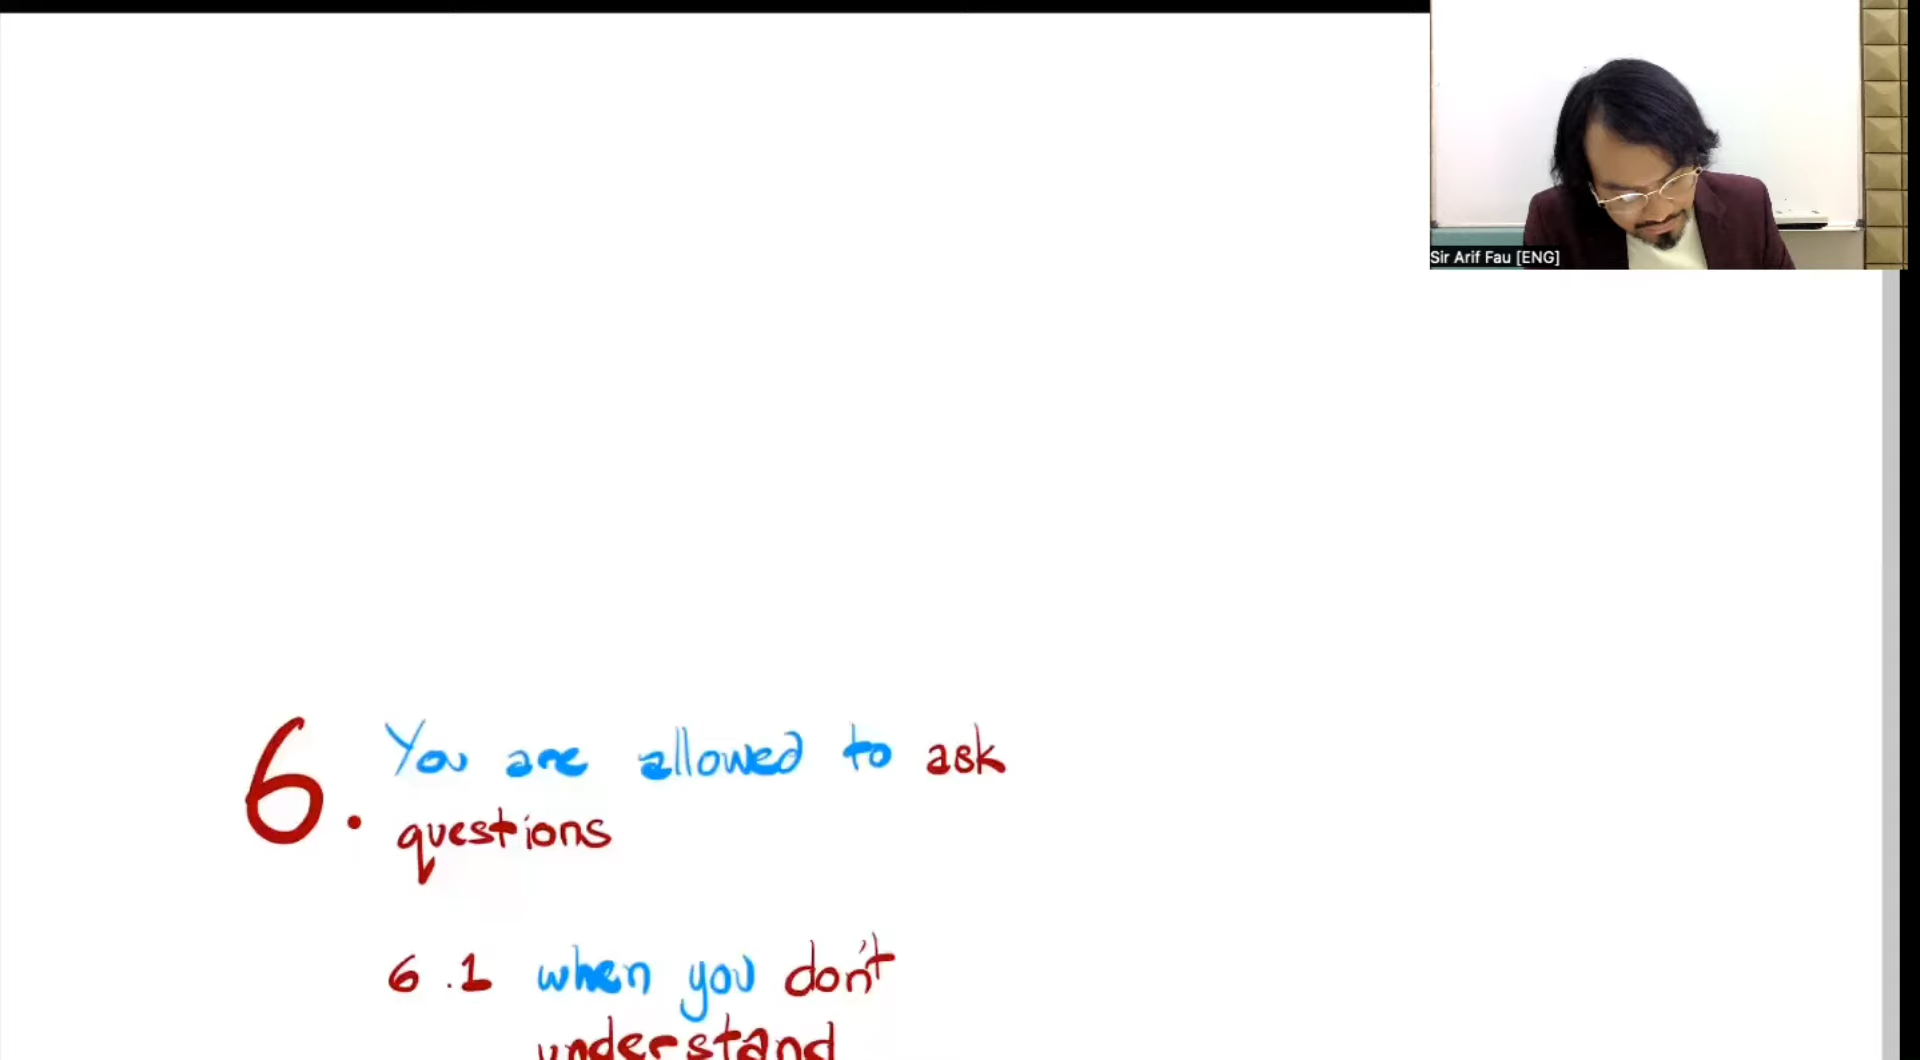 Sir Arif Fau [ENG]
6. You are allowed to ask
questions
6.1 when you don't
understand